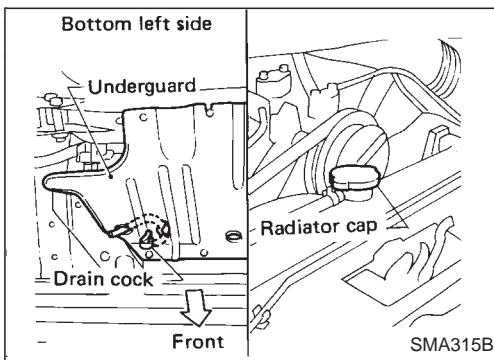 Bottom left side
Underguard
Radiator cap
Drain cock
Front
SMA315B